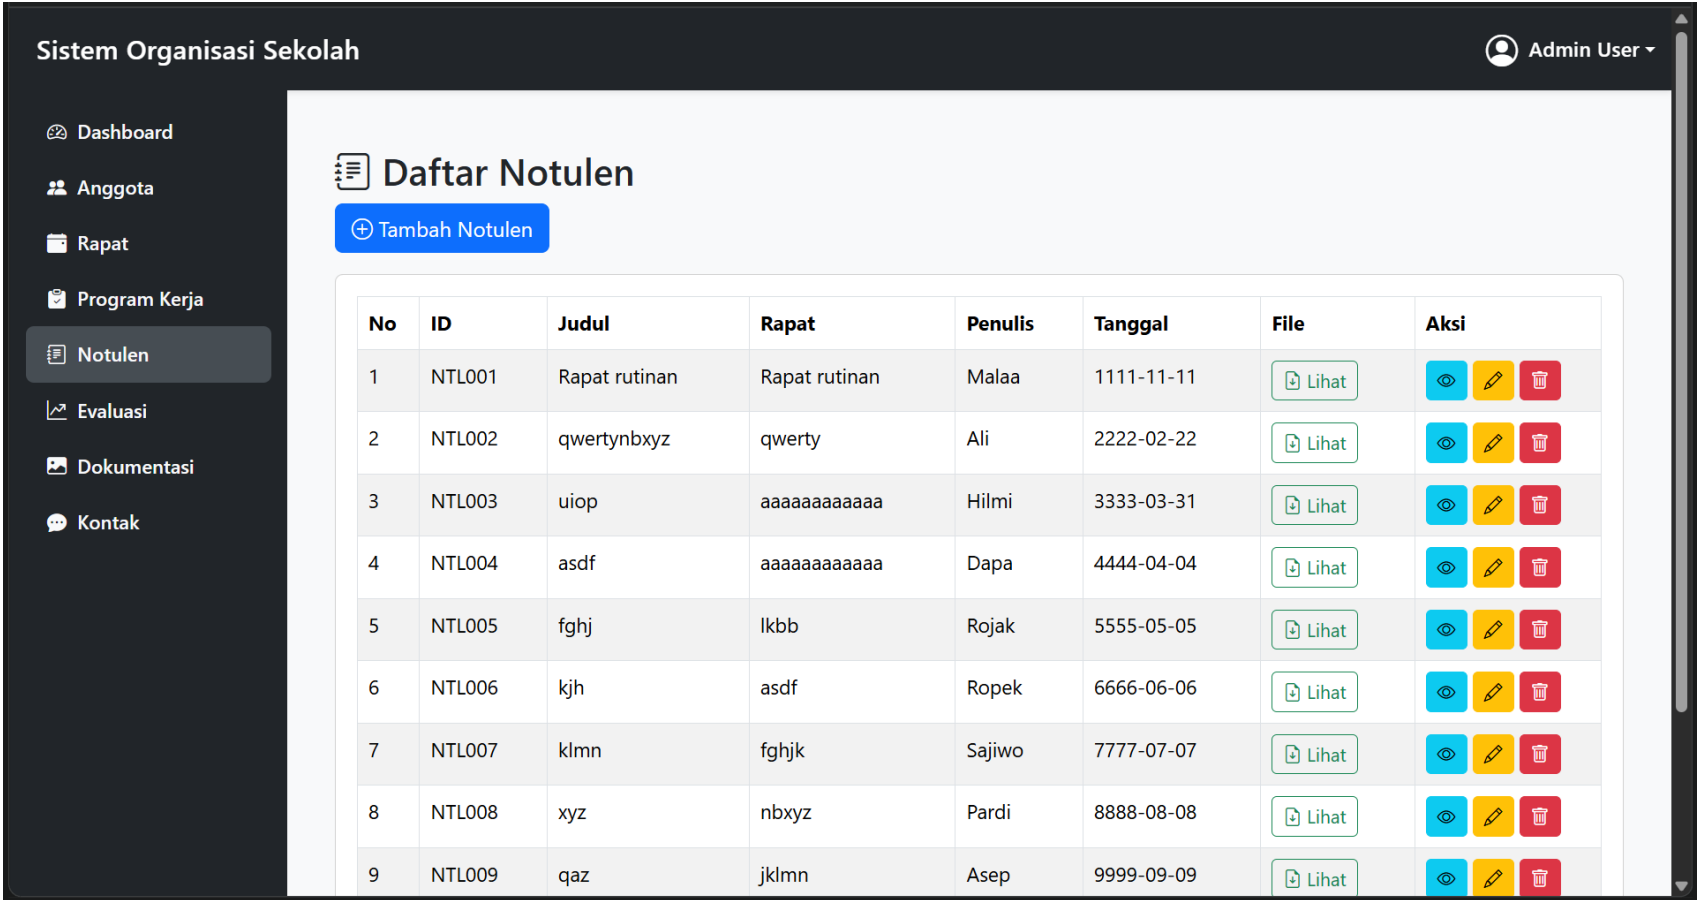 Sistem Organisasi Sekolah
Admin User
Dashboard
Anggota
Rapat
Program Kerja
Notulen
Evaluasi
Dokumentasi
Kontak
Daftar Notulen
Tambah Notulen
No ID Judul Rapat Penulis Tanggal File Aksi
1 NTL001 Rapat rutinan Rapat rutinan Malaa 1111-11-11 Lihat
2 NTL002 qwertynbxyz qwerty Ali 2222-02-22 Lihat
3 NTL003 uiop aaaaaaaaaaaa Hilmi 3333-03-31 Lihat
4 NTL004 asdf aaaaaaaaaaaa Dapa 4444-04-04 Lihat
5 NTL005 fghj lkbb Rojak 5555-05-05 Lihat
6 NTL006 kjh asdf Ropek 6666-06-06 Lihat
7 NTL007 klmn fghjk Sajiwo 7777-07-07 Lihat
8 NTL008 xyz nbxyz Pardi 8888-08-08 Lihat
9 NTL009 qaz jklmn Asep 9999-09-09 Lihat